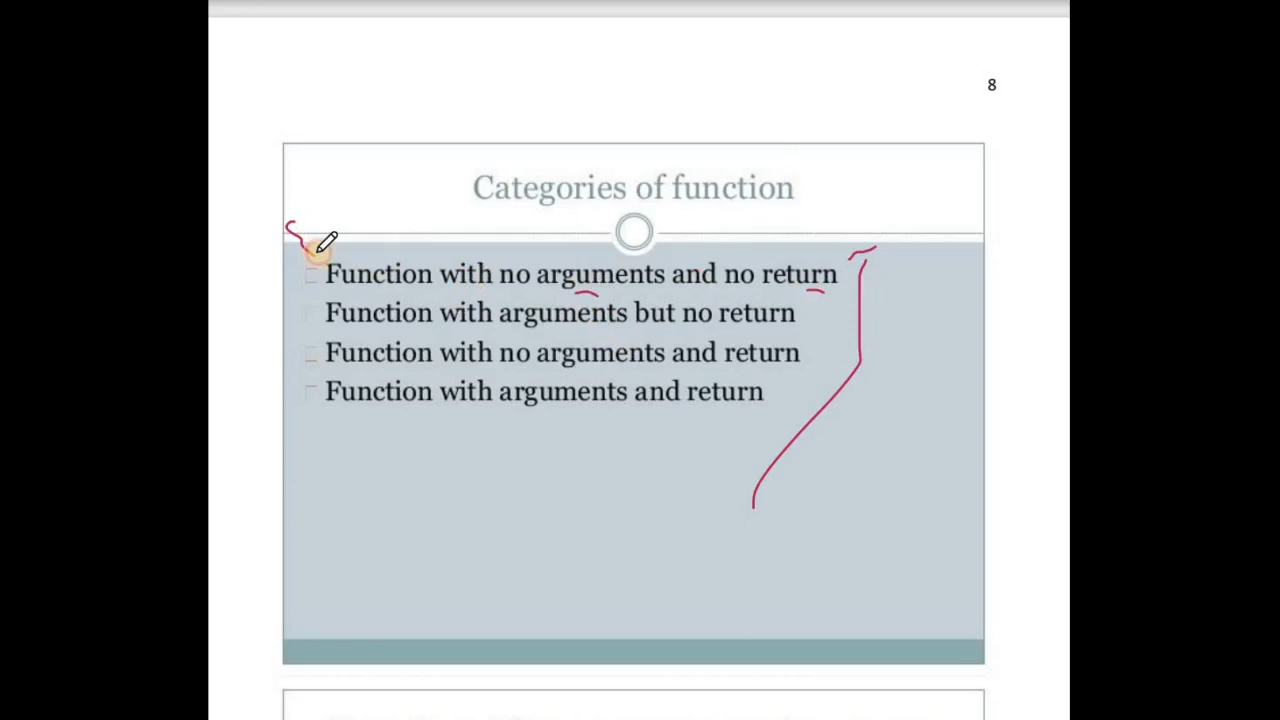 8
Categories of function
Function with no arguments and no return
Function with arguments but no return
Function with no arguments and return
Function with arguments and return